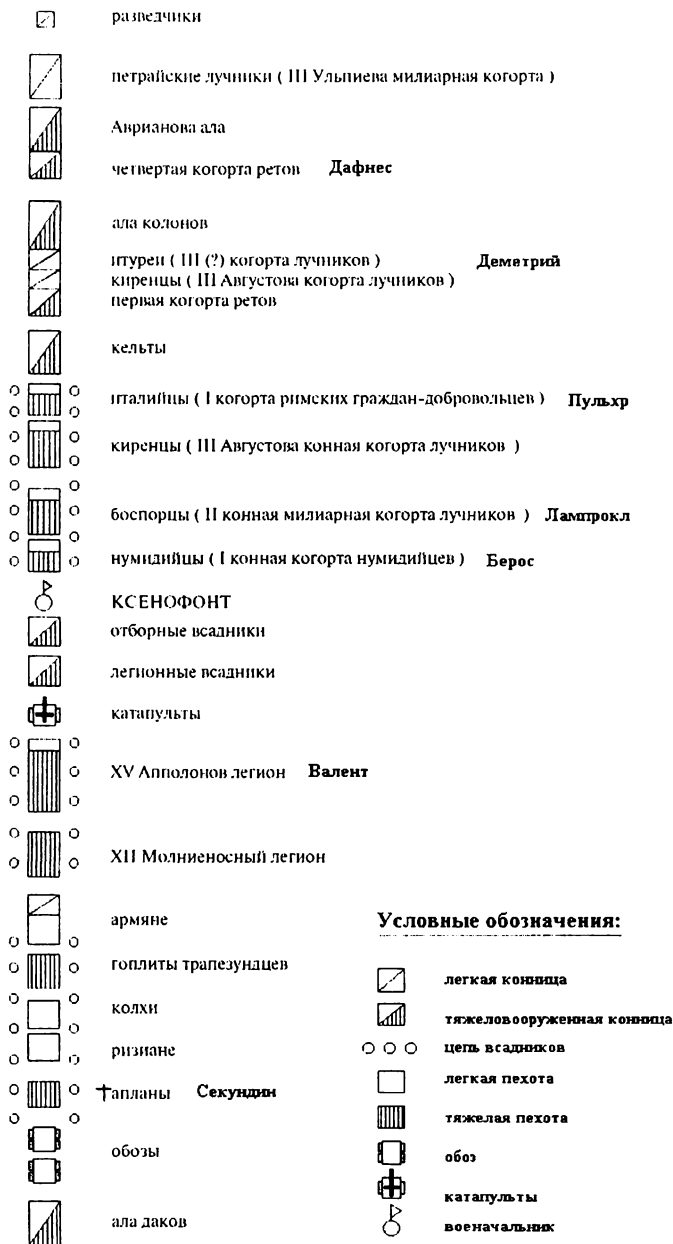 разведчики
петрайские лучники ( III Ульпиева милиарная когорта )
Аврианова ала
четвертая когорта ретов Дафнес
ала колонов
итуреи ( III (?) когорта лучников ) Деметрий
киренцы ( III Августова когорта лучников )
первая когорта ретов
кельты
италийцы ( I когорта римских граждан-добровольцев ) Пульхр
киренцы ( III Августова конная когорта лучников )
боспорцы ( II конная милиарная когорта лучников ) Лампрокл
нумидийцы ( I конная когорта нумидийцев ) Берос
КСЕНОФОНТ
отборные всадники
легионные всадники
катапульты
XV Апполонов легион Валент
XII Молниеносный легион
армяне
гоплиты трапезундцев
колхи
ризиане
апланы Секундин
обозы
ала даков
Условные обозначения:
легкая конница
тяжеловооруженная конница
цепь всадников
легкая пехота
тяжелая пехота
обоз
катапульты
военачальник